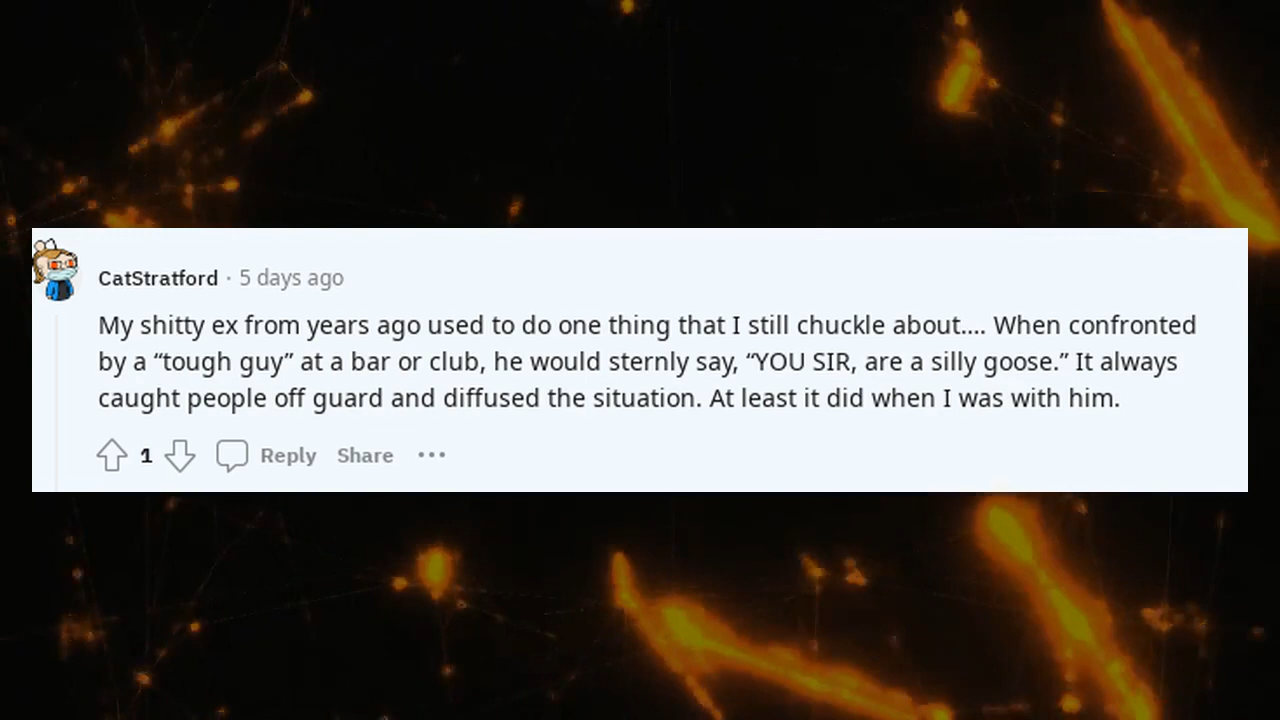 CatStratford · 5 days ago
My shitty ex from years ago used to do one thing that I still chuckle about.... When confronted
by a “tough guy” at a bar or club, he would sternly say, “YOU SIR, are a silly goose.” It always
caught people off guard and diffused the situation. At least it did when I was with him.
1 Reply Share